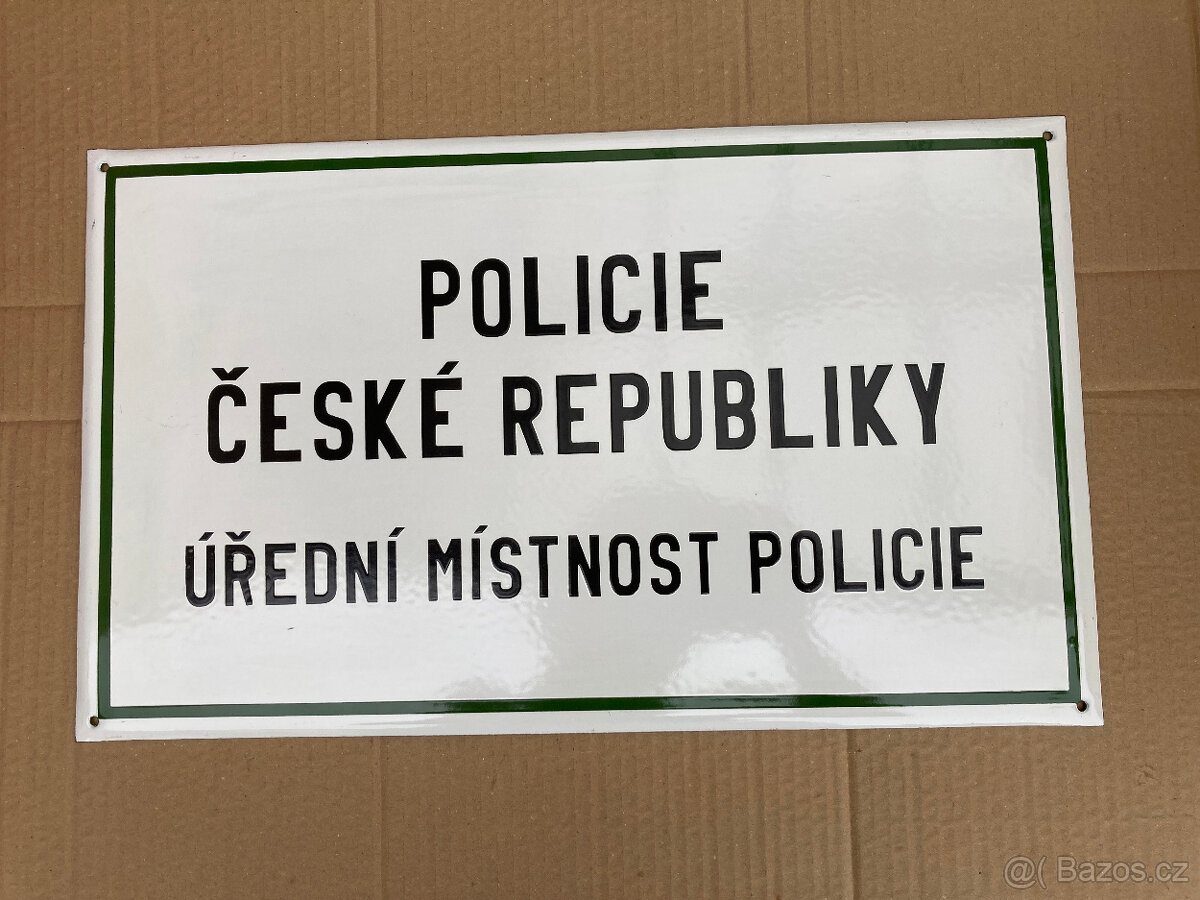 POLICIE
ČESKÉ REPUBLIKY
ÚŘEDNÍ MÍSTNOST POLICIE
@( Bazos.cz